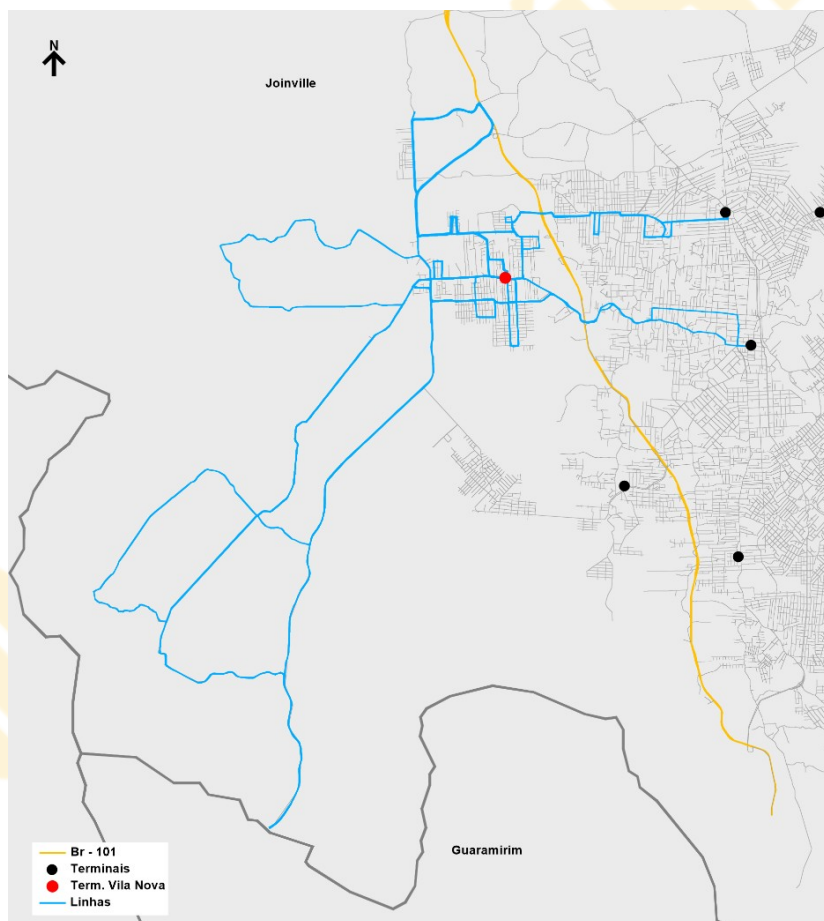 N
Joinville
Guaramirim
Br - 101
Terminais
Term. Vila Nova
Linhas